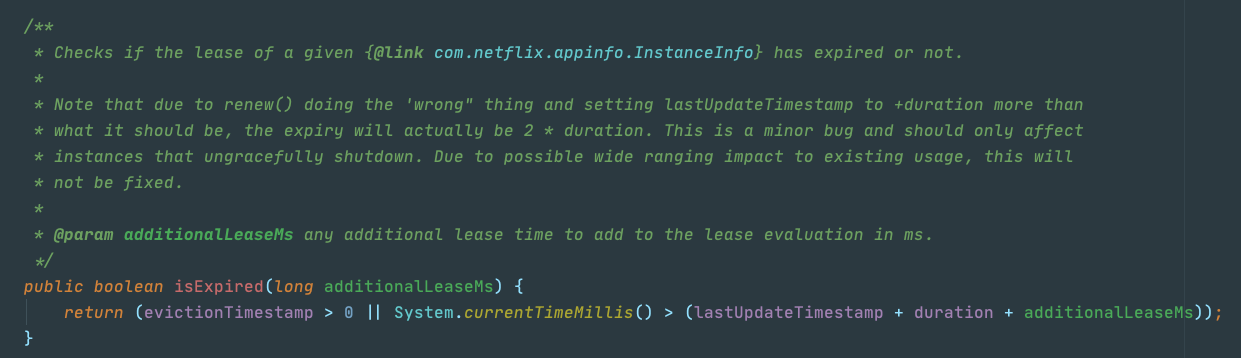 /**
 * Checks if the lease of a given {@link com.netflix.appinfo.InstanceInfo} has expired or not.
 *
 * Note that due to renew() doing the 'wrong" thing and setting lastUpdateTimestamp to +duration more than
 * what it should be, the expiry will actually be 2 * duration. This is a minor bug and should only affect
 * instances that ungracefully shutdown. Due to possible wide ranging impact to existing usage, this will
 * not be fixed.
 *
 * @param additionalLeaseMs any additional lease time to add to the lease evaluation in ms.
 */
public boolean isExpired(long additionalLeaseMs) {
    return (evictionTimestamp > 0 || System.currentTimeMillis() > (lastUpdateTimestamp + duration + additionalLeaseMs));
}